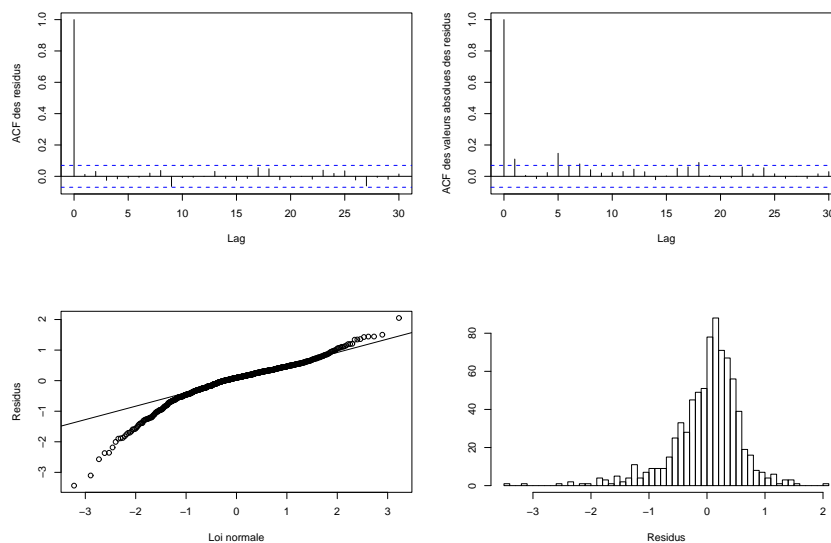 ACF des residus
0.0 0.2 0.4 0.6 0.8 1.0
0 5 10 15 20 25 30
Lag
ACF des valeurs absolues des residus
0.0 0.2 0.4 0.6 0.8 1.0
0 5 10 15 20 25 30
Lag
Residus
−3 −2 −1 0 1 2
−3 −2 −1 0 1 2 3
Loi normale
0 20 40 60 80
−3 −2 −1 0 1 2
Residus